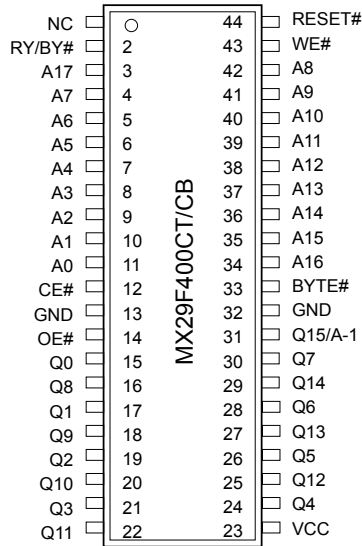 NC 44 RESET#
RY/BY# 2 43 WE#
A17 3 42 A8
A7 4 41 A9
A6 5 40 A10
A5 6 39 A11
A4 7 38 A12
A3 8 37 A13
A2 9 36 A14
A1 10 35 A15
A0 11 34 A16
CE# 12 33 BYTE#
GND 13 32 GND
OE# 14 31 Q15/A-1
Q0 15 30 Q7
Q8 16 29 Q14
Q1 17 28 Q6
Q9 18 27 Q13
Q2 19 26 Q5
Q10 20 25 Q12
Q3 21 24 Q4
Q11 22 23 VCC
MX29F400CT/CB